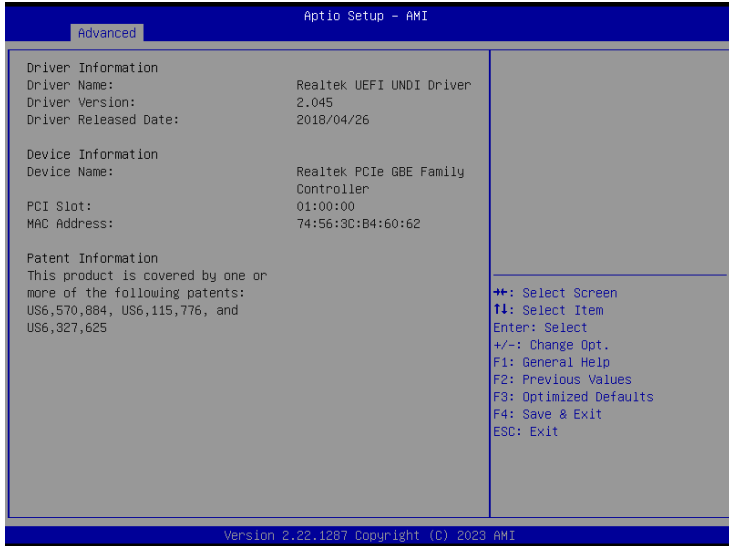 Aptio Setup – AMI
Advanced
Driver Information
Driver Name: Realtek UEFI UNDI Driver
Driver Version: 2.045
Driver Released Date: 2018/04/26
Device Information
Device Name: Realtek PCIe GBE Family
Controller
PCI Slot: 01:00:00
MAC Address: 74:56:3C:B4:60:62
Patent Information
This product is covered by one or
more of the following patents:
US6,570,884, US6,115,776, and
US6,327,625
→←: Select Screen
↑↓: Select Item
Enter: Select
+/-: Change Opt.
F1: General Help
F2: Previous Values
F3: Optimized Defaults
F4: Save & Exit
ESC: Exit
Version 2.22.1287 Copyright (C) 2023 AMI